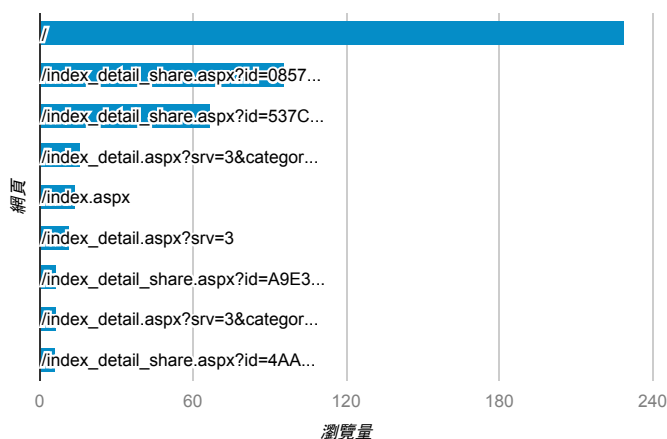 /
/index_detail_share.aspx?id=0857...
/index_detail_share.aspx?id=537C...
/index_detail.aspx?srv=3&categor...
/index.aspx
/index_detail.aspx?srv=3
/index_detail_share.aspx?id=A9E3...
/index_detail.aspx?srv=3&categor...
/index_detail_share.aspx?id=4AA...
網頁
0 60 120 180 240
瀏覽量